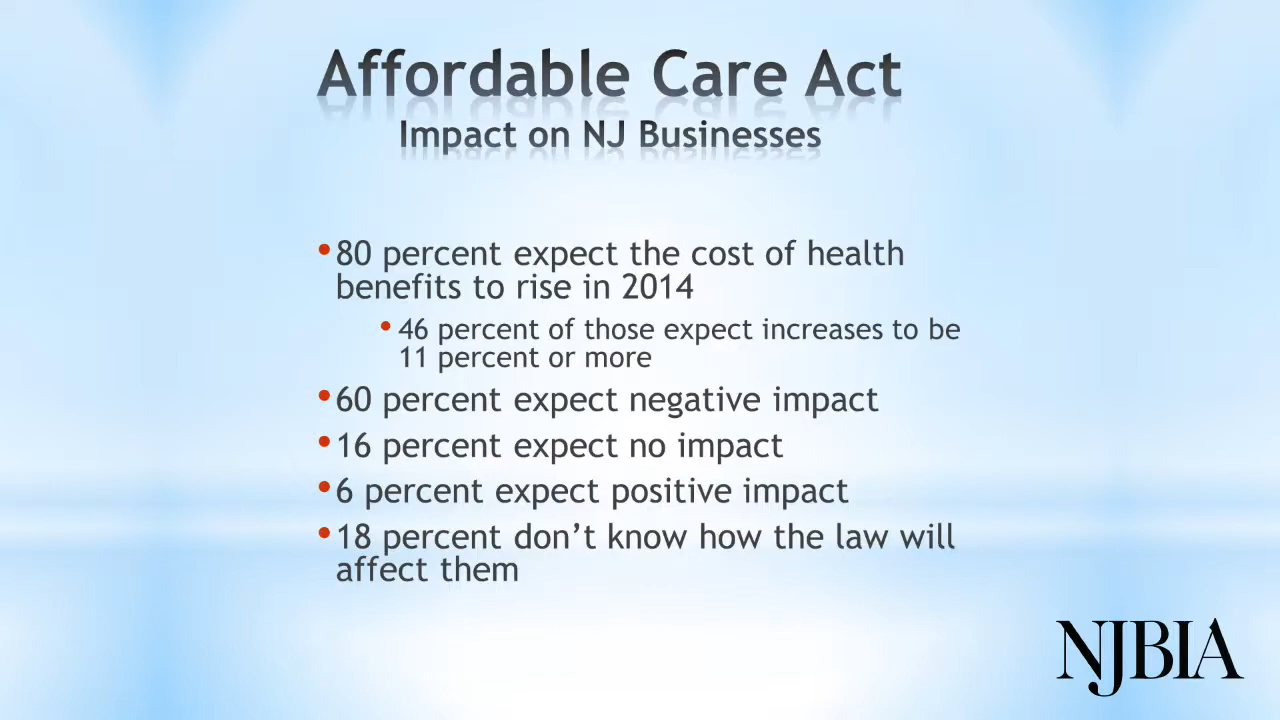 Affordable Care Act
Impact on NJ Businesses
•80 percent expect the cost of health
benefits to rise in 2014
•46 percent of those expect increases to be
11 percent or more
•60 percent expect negative impact
•16 percent expect no impact
•6 percent expect positive impact
•18 percent don’t know how the law will
affect them
NJBIA